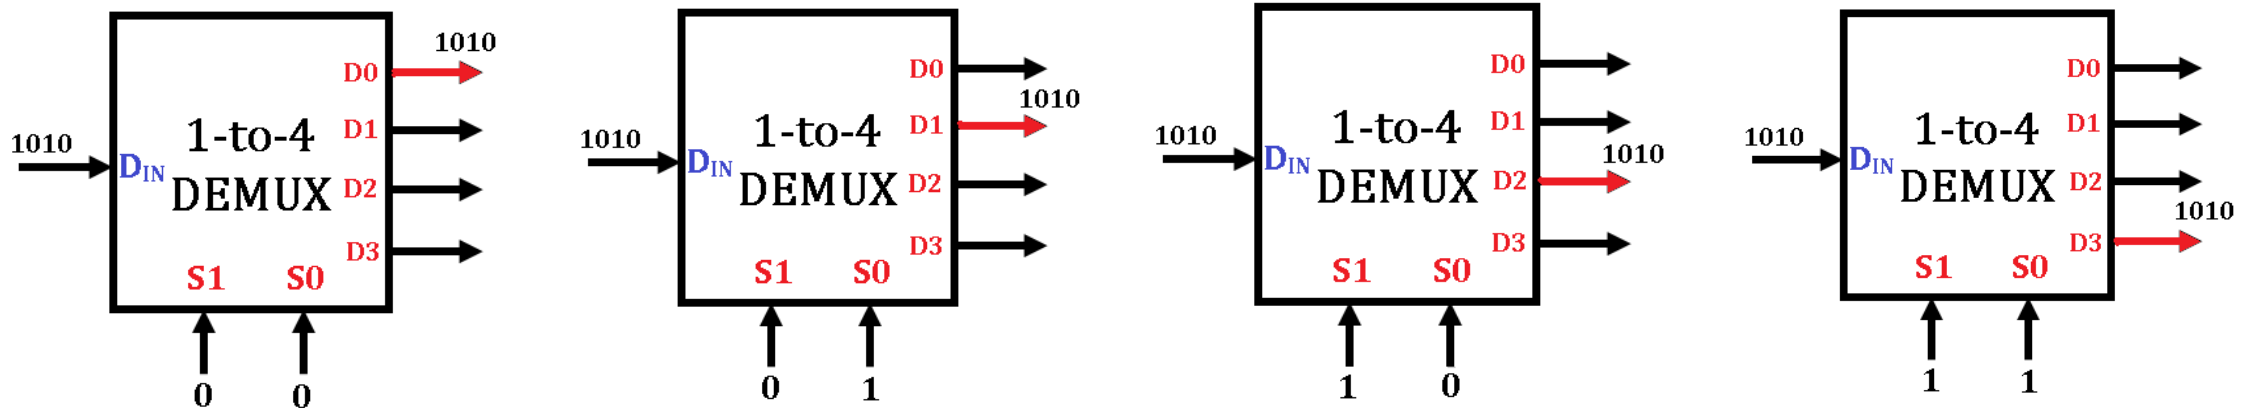 1010
D0
1010
1-to-4
D1
DIN
DEMUX
D2
D3
S1 S0
0 0
D0
1010
1010
1-to-4
D1
DIN
DEMUX
D2
D3
S1 S0
0 1
D0
1010
1-to-4
D1
1010
DIN
DEMUX
D2
D3
S1 S0
1 0
D0
1010
1-to-4
D1
DIN
DEMUX
D2
1010
D3
S1 S0
1 1